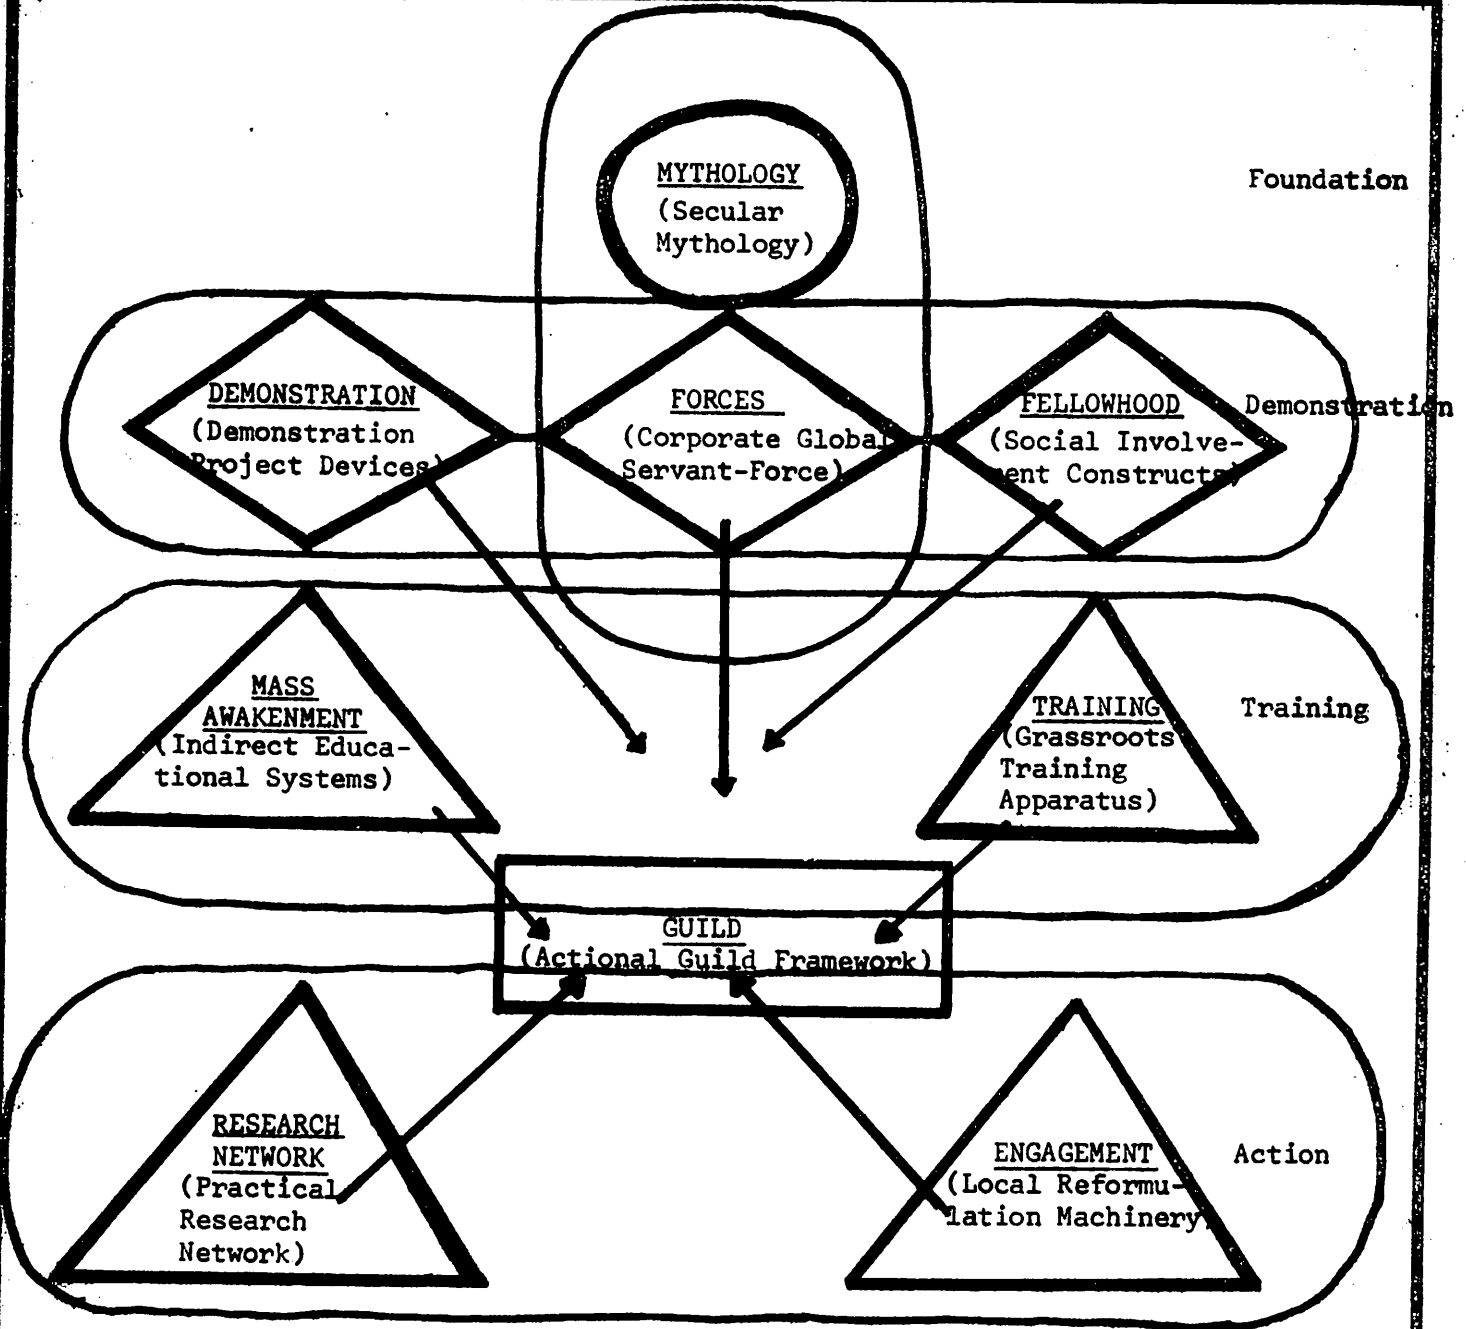 MYTHOLOGY
(Secular
Mythology)
Foundation
DEMONSTRATION
(Demonstration
Project Devices)
FORCES
(Corporate Global
Servant-Force)
FELLOWHOOD
(Social Involve-
ment Constructs)
Demonstration
MASS
AWAKENMENT
(Indirect Educa-
tional Systems)
TRAINING
(Grassroots
Training
Apparatus)
Training
GUILD
(Actional Guild Framework)
RESEARCH
NETWORK
(Practical
Research
Network)
ENGAGEMENT
(Local Reformu-
lation Machinery)
Action